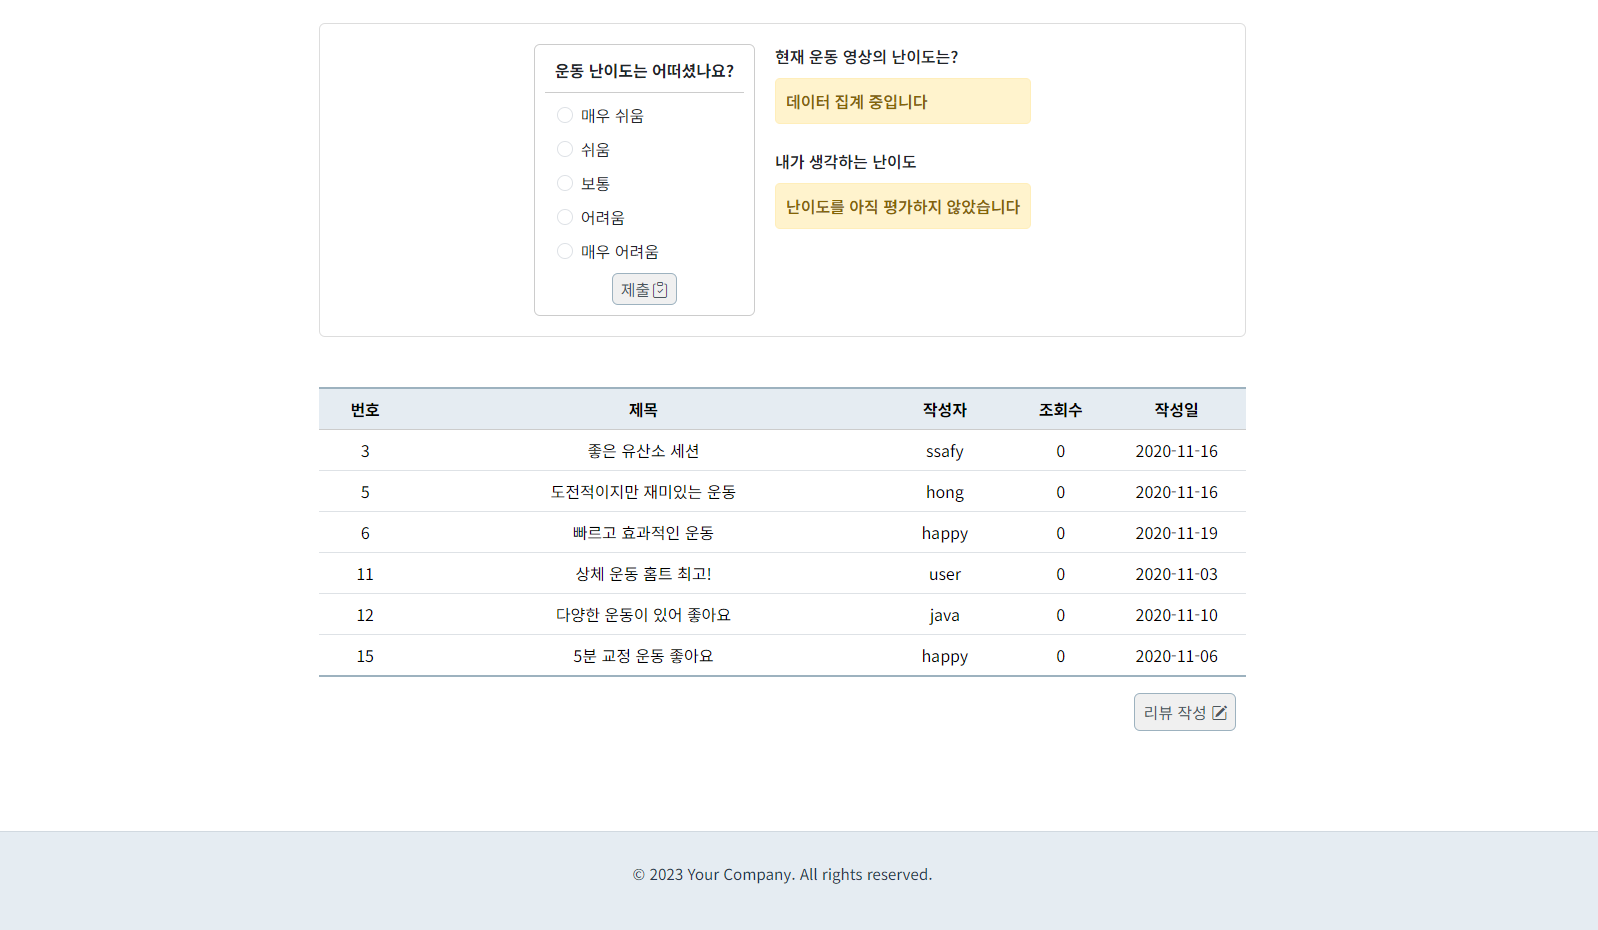 운동 난이도는 어떠셨나요?
매우 쉬움
쉬움
보통
어려움
매우 어려움
제출
현재 운동 영상의 난이도는?
데이터 집계 중입니다
내가 생각하는 난이도
난이도를 아직 평가하지 않았습니다
번호 제목 작성자 조회수 작성일
3 좋은 유산소 세션 ssafy 0 2020-11-16
5 도전적이지만 재미있는 운동 hong 0 2020-11-16
6 빠르고 효과적인 운동 happy 0 2020-11-19
11 상체 운동 홈트 최고! user 0 2020-11-03
12 다양한 운동이 있어 좋아요 java 0 2020-11-10
15 5분 교정 운동 좋아요 happy 0 2020-11-06
리뷰 작성
© 2023 Your Company. All rights reserved.